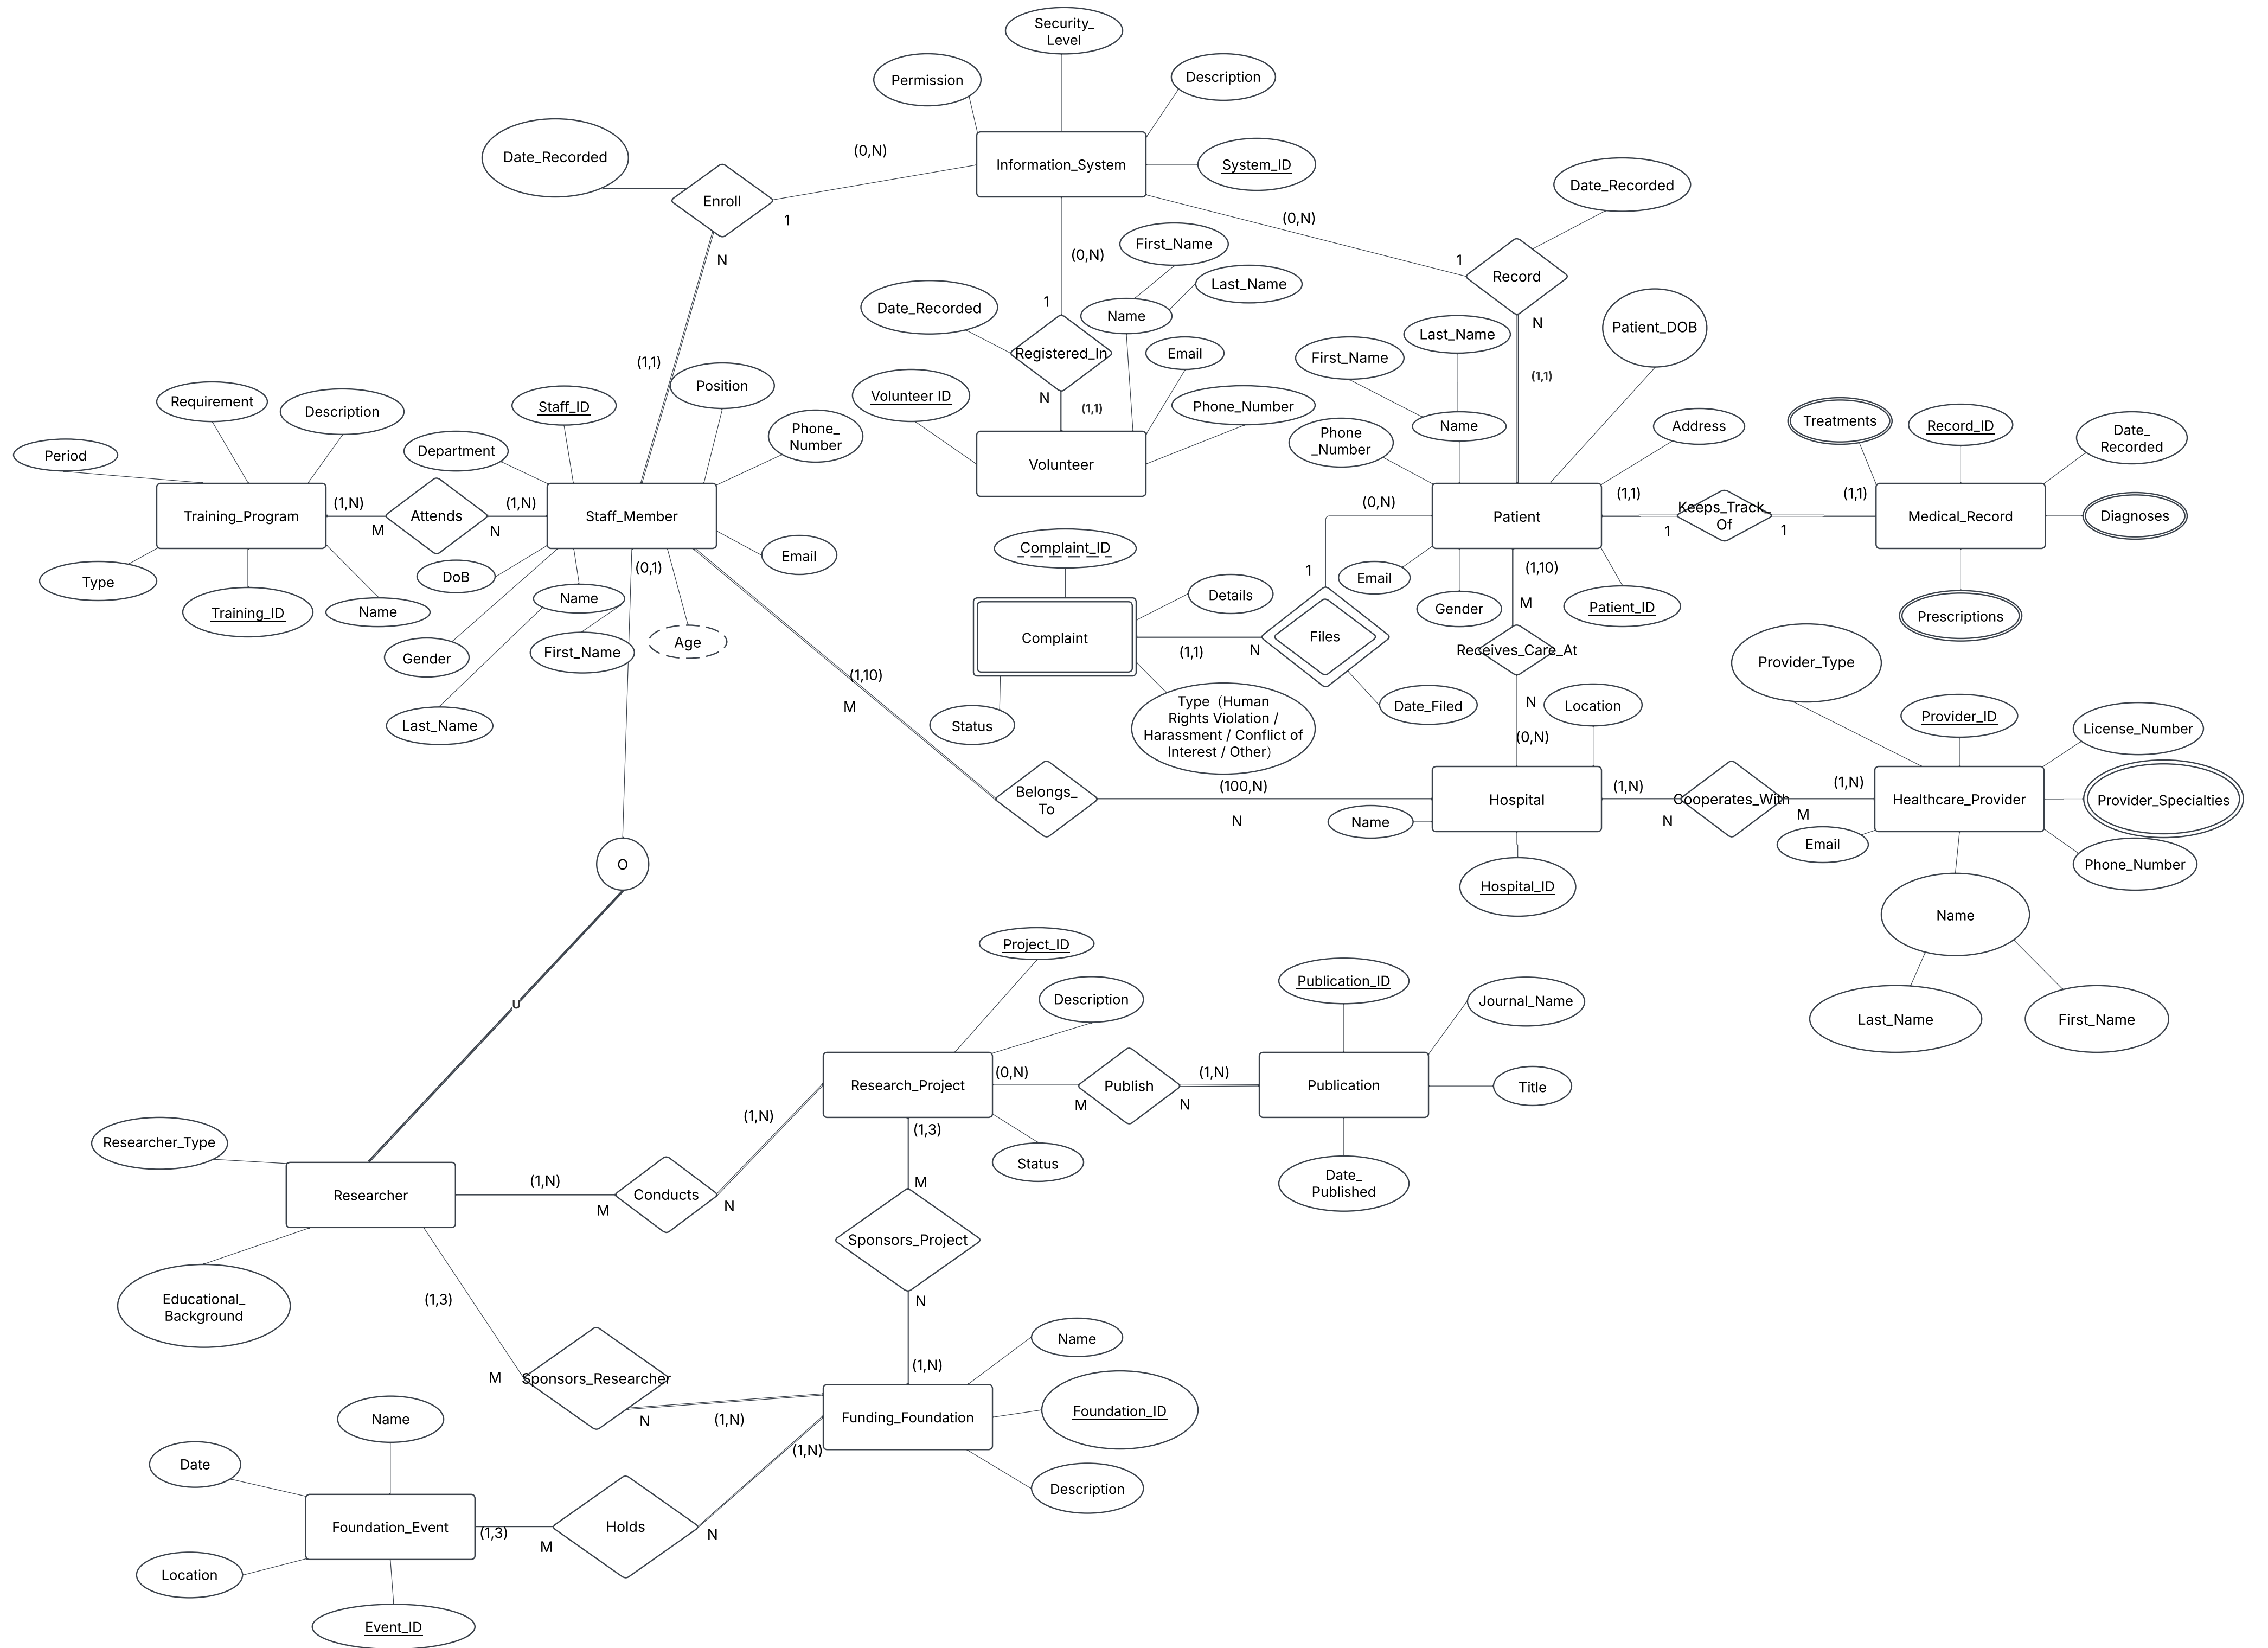 Security_
Level
Permission
Description
Date_Recorded
(0,N)
Information_System
System_ID
Date_Recorded
Enroll
1
(0,N)
First_Name
N
(0,N)
1
Record
Last_Name
Date_Recorded
1
Name
N
Patient_DOB
Last_Name
Registered_In
Email
First_Name
(1,1)
Position
(1,1)
Volunteer ID
N
(1,1)
Phone_Number
Requirement
Description
Staff_ID
Phone_
Number
Name
Address
Treatments
Record_ID
Date_
Recorded
Phone
_Number
Period
Department
Volunteer
(1,N)
(1,N)
(0,N)
(1,1)
(1,1)
Training_Program
Attends
Staff_Member
Patient
Keeps_Track_
Of
Medical_Record
Diagnoses
M
N
1
1
Complaint_ID
Email
Type
DoB
(0,1)
1
Email
(1,10)
Training_ID
Name
Name
Details
Gender
M
Patient_ID
Prescriptions
Complaint
Files
First_Name
Age
Gender
(1,1)
N
Receives_Care_At
Provider_Type
(1,10)
M
Last_Name
Status
Type（Human
Rights Violation /
Harassment / Conflict of
Interest / Other）
Date_Filed
N
Location
Provider_ID
License_Number
(0,N)
Belongs_
To
(100,N)
N
Hospital
(1,N)
N
Cooperates_With
(1,N)
M
Healthcare_Provider
Provider_Specialties
Name
Email
Phone_Number
O
Hospital_ID
Name
Project_ID
Publication_ID
Description
Journal_Name
U
Last_Name
First_Name
(1,N)
Research_Project
(0,N)
M
Publish
(1,N)
N
Publication
Title
(1,3)
Researcher_Type
Status
Date_
Published
Researcher
(1,N)
M
Conducts
N
M
Sponsors_Project
Educational_
Background
(1,3)
N
Name
(1,N)
M
Sponsors_Researcher
N
(1,N)
Funding_Foundation
Foundation_ID
Name
(1,N)
Date
Description
Foundation_Event
(1,3)
M
Holds
N
Location
Event_ID